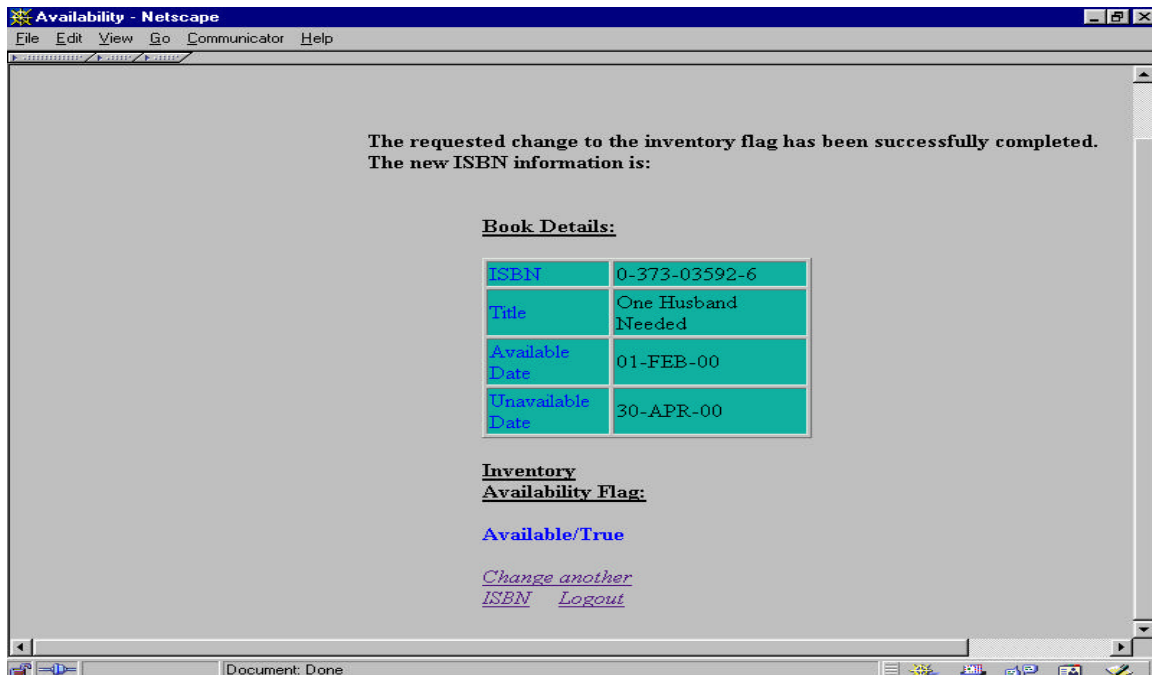 Availability - Netscape
File Edit View Go Communicator Help
The requested change to the inventory flag has been successfully completed.
The new ISBN information is:
Book Details:
ISBN 0-373-03592-6
Title One Husband
Needed
Available
Date 01-FEB-00
Unavailable
Date 30-APR-00
Inventory
Availability Flag:
Available/True
Change another
ISBN Logout
Document: Done